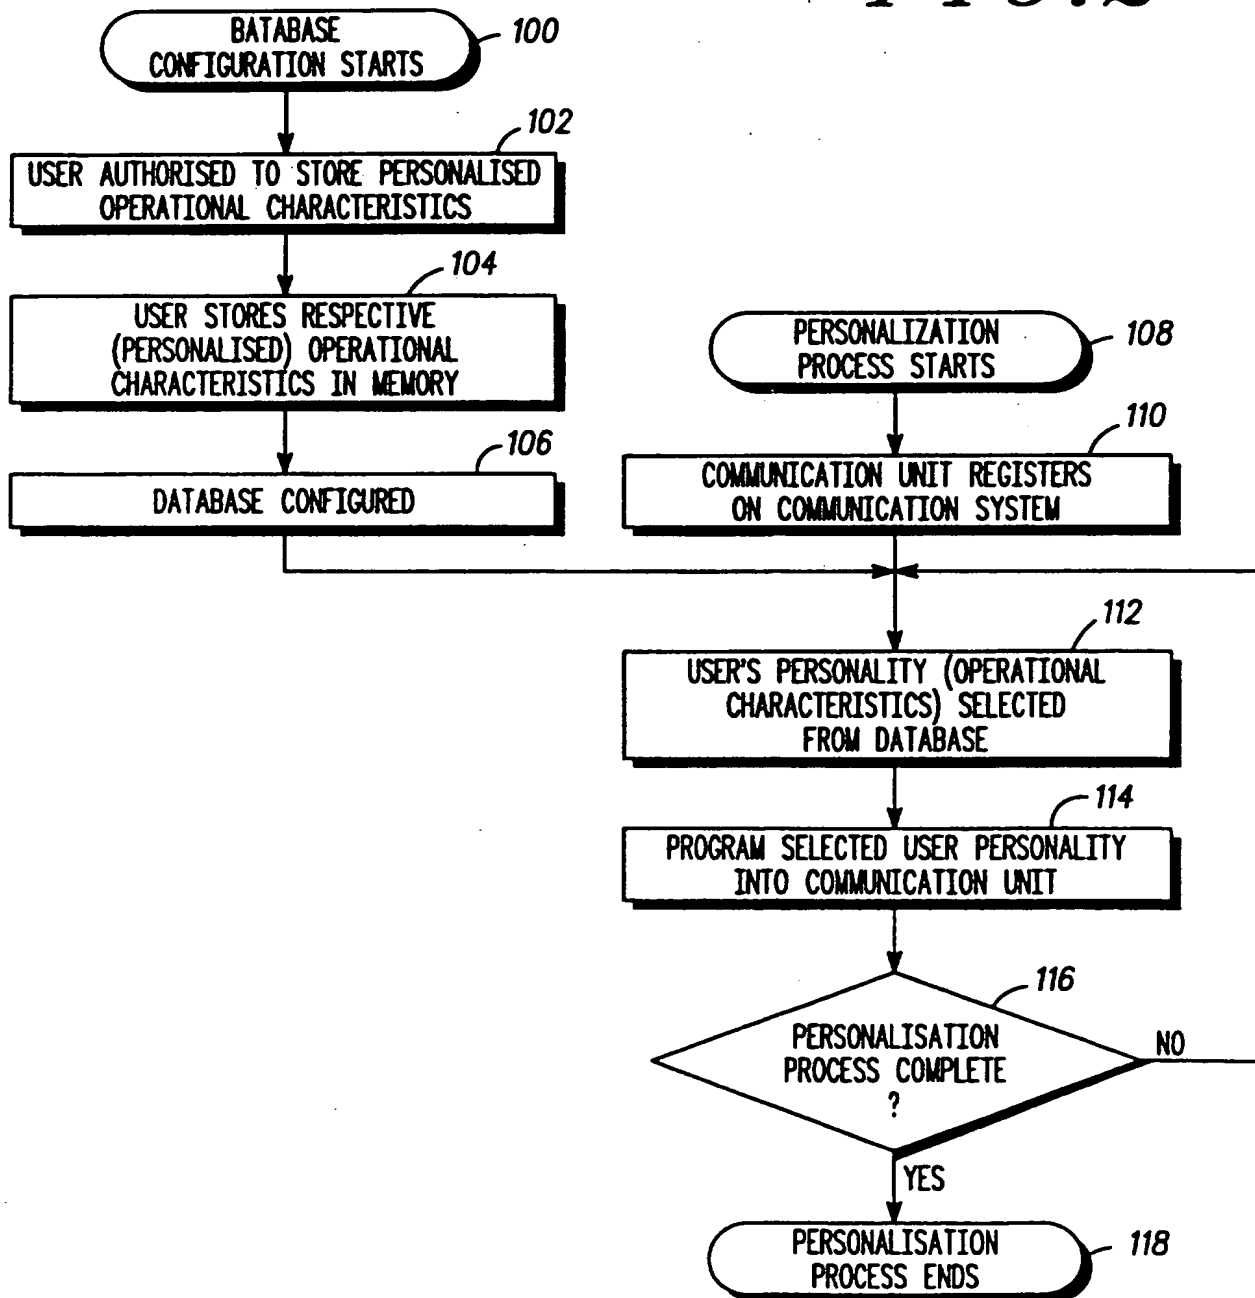 BATABASE
CONFIGURATION STARTS
100
102
USER AUTHORISED TO STORE PERSONALISED
OPERATIONAL CHARACTERISTICS
104
USER STORES RESPECTIVE
(PERSONALISED) OPERATIONAL
CHARACTERISTICS IN MEMORY
106
DATABASE CONFIGURED
PERSONALIZATION
PROCESS STARTS
108
110
COMMUNICATION UNIT REGISTERS
ON COMMUNICATION SYSTEM
112
USER'S PERSONALITY (OPERATIONAL
CHARACTERISTICS) SELECTED
FROM DATABASE
114
PROGRAM SELECTED USER PERSONALITY
INTO COMMUNICATION UNIT
116
PERSONALISATION
PROCESS COMPLETE
?
NO
YES
PERSONALISATION
PROCESS ENDS
118